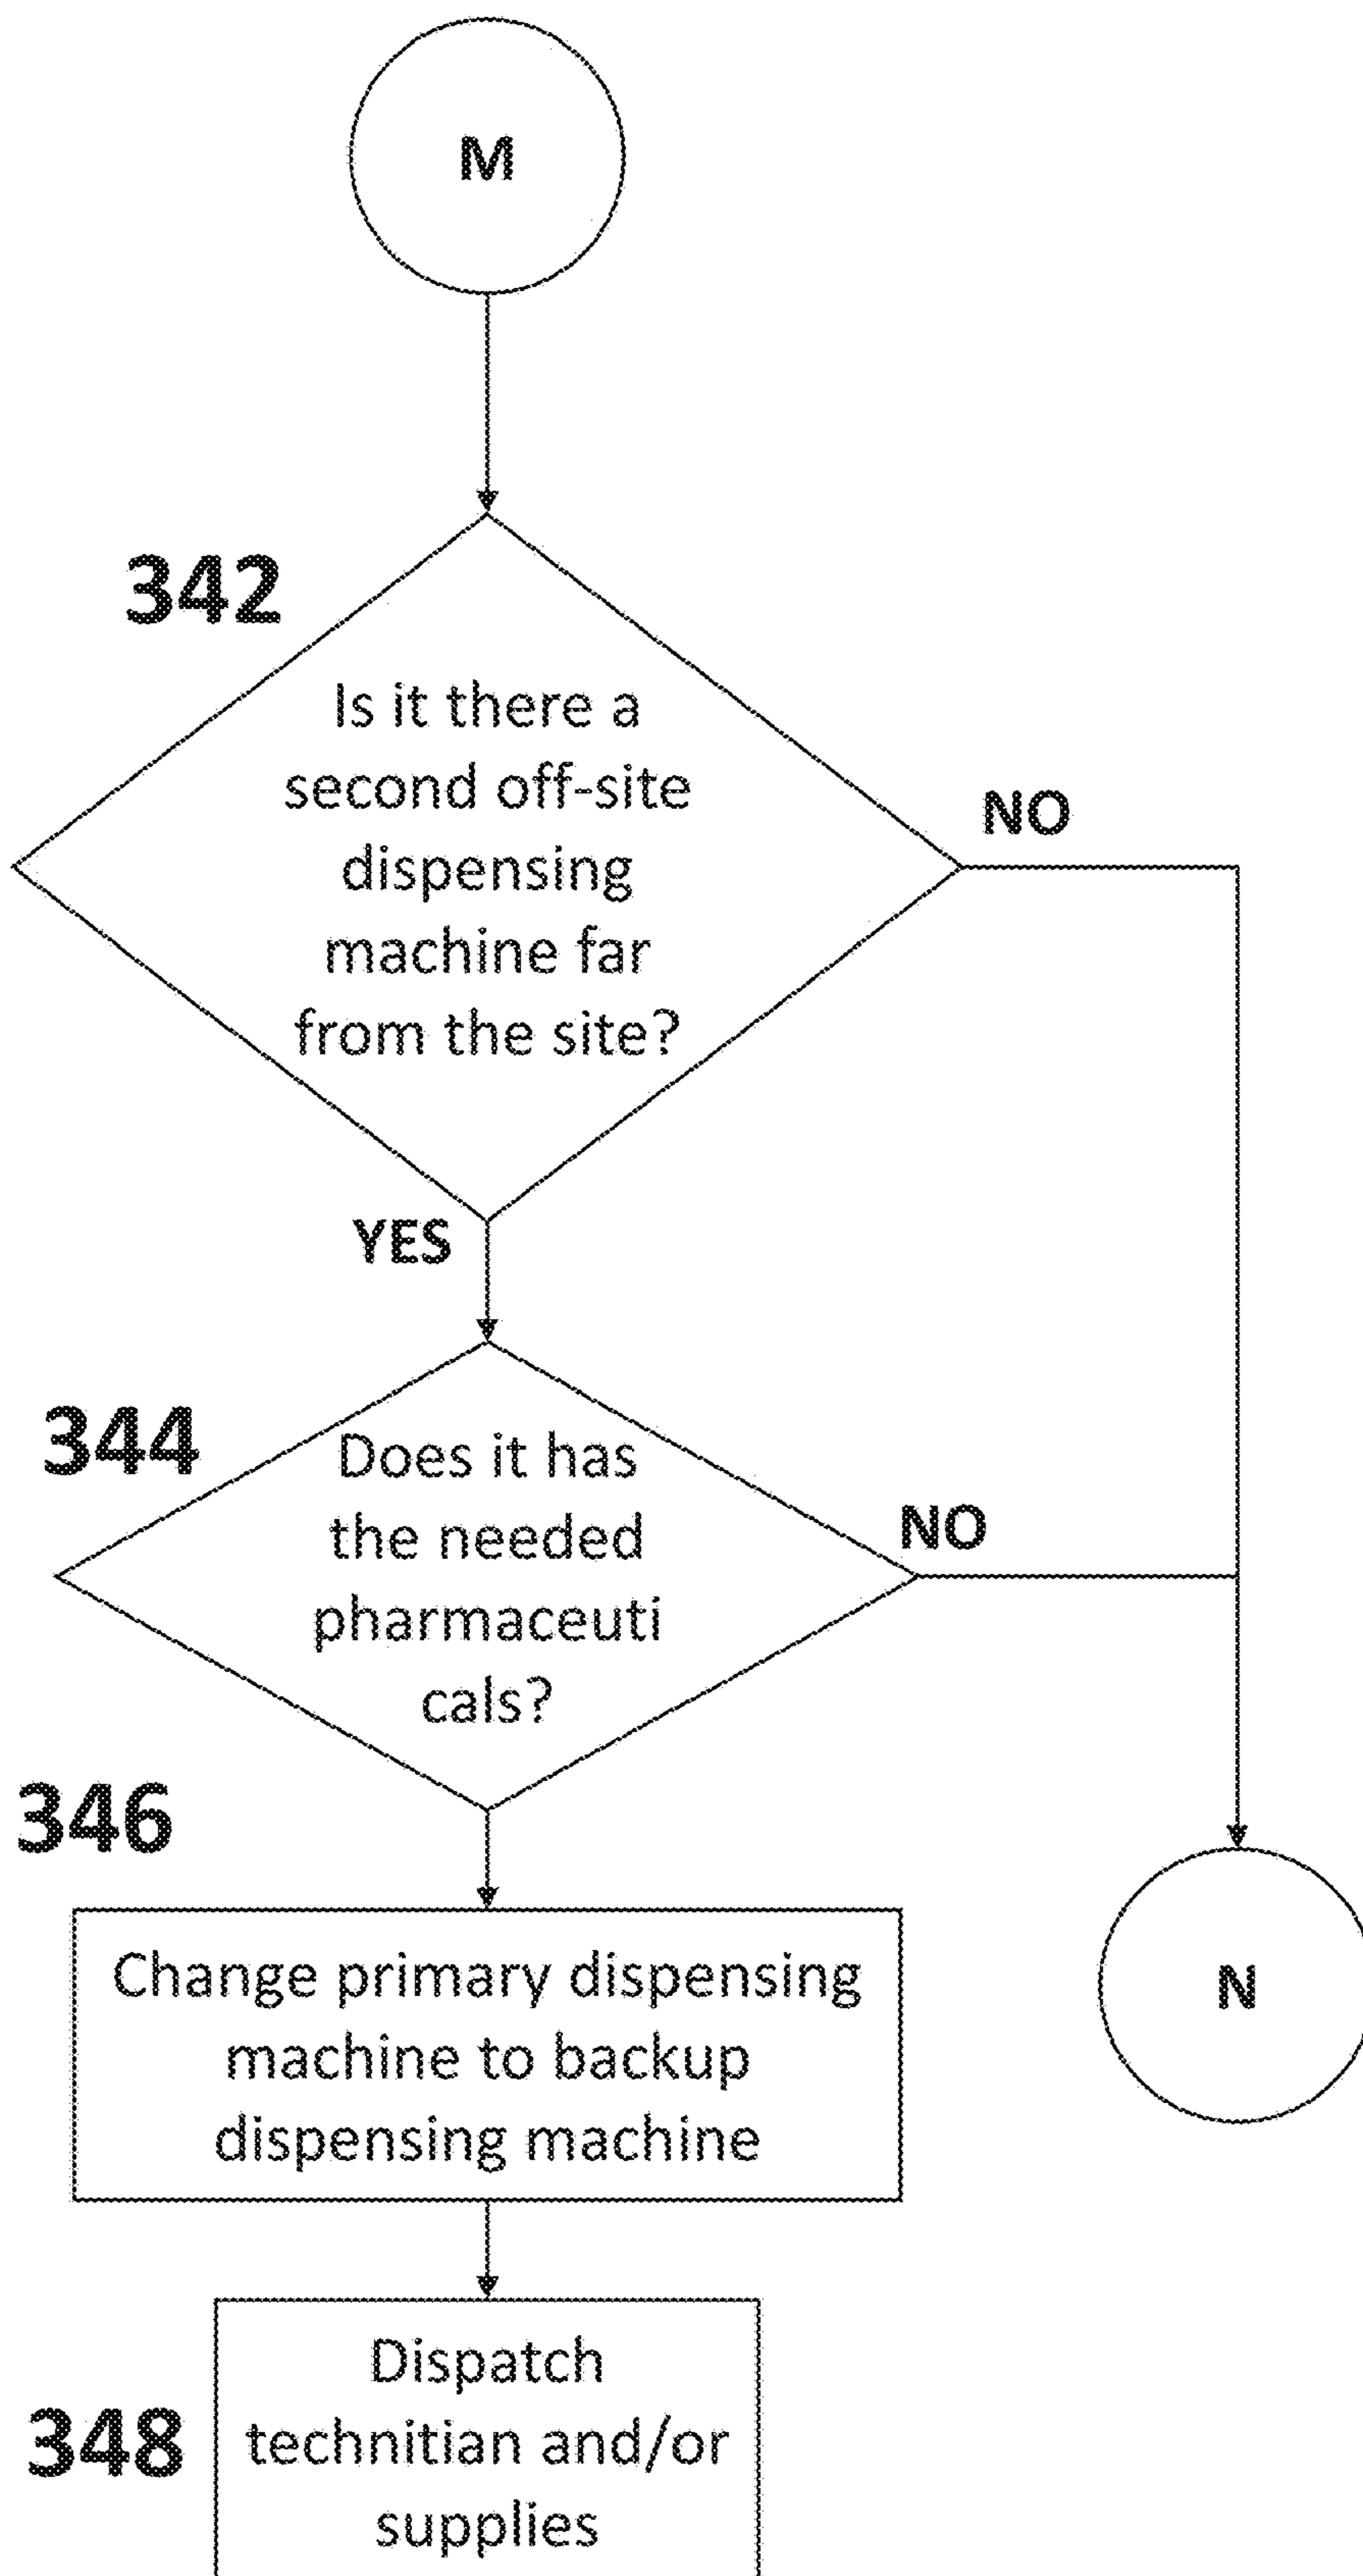 M
342
Is it there a
second off-site
dispensing
machine far
from the site?
NO
YES
344
Does it has
the needed
pharmaceuti
cals?
NO
346
Change primary dispensing
machine to backup
dispensing machine
N
348
Dispatch
technitian and/or
supplies